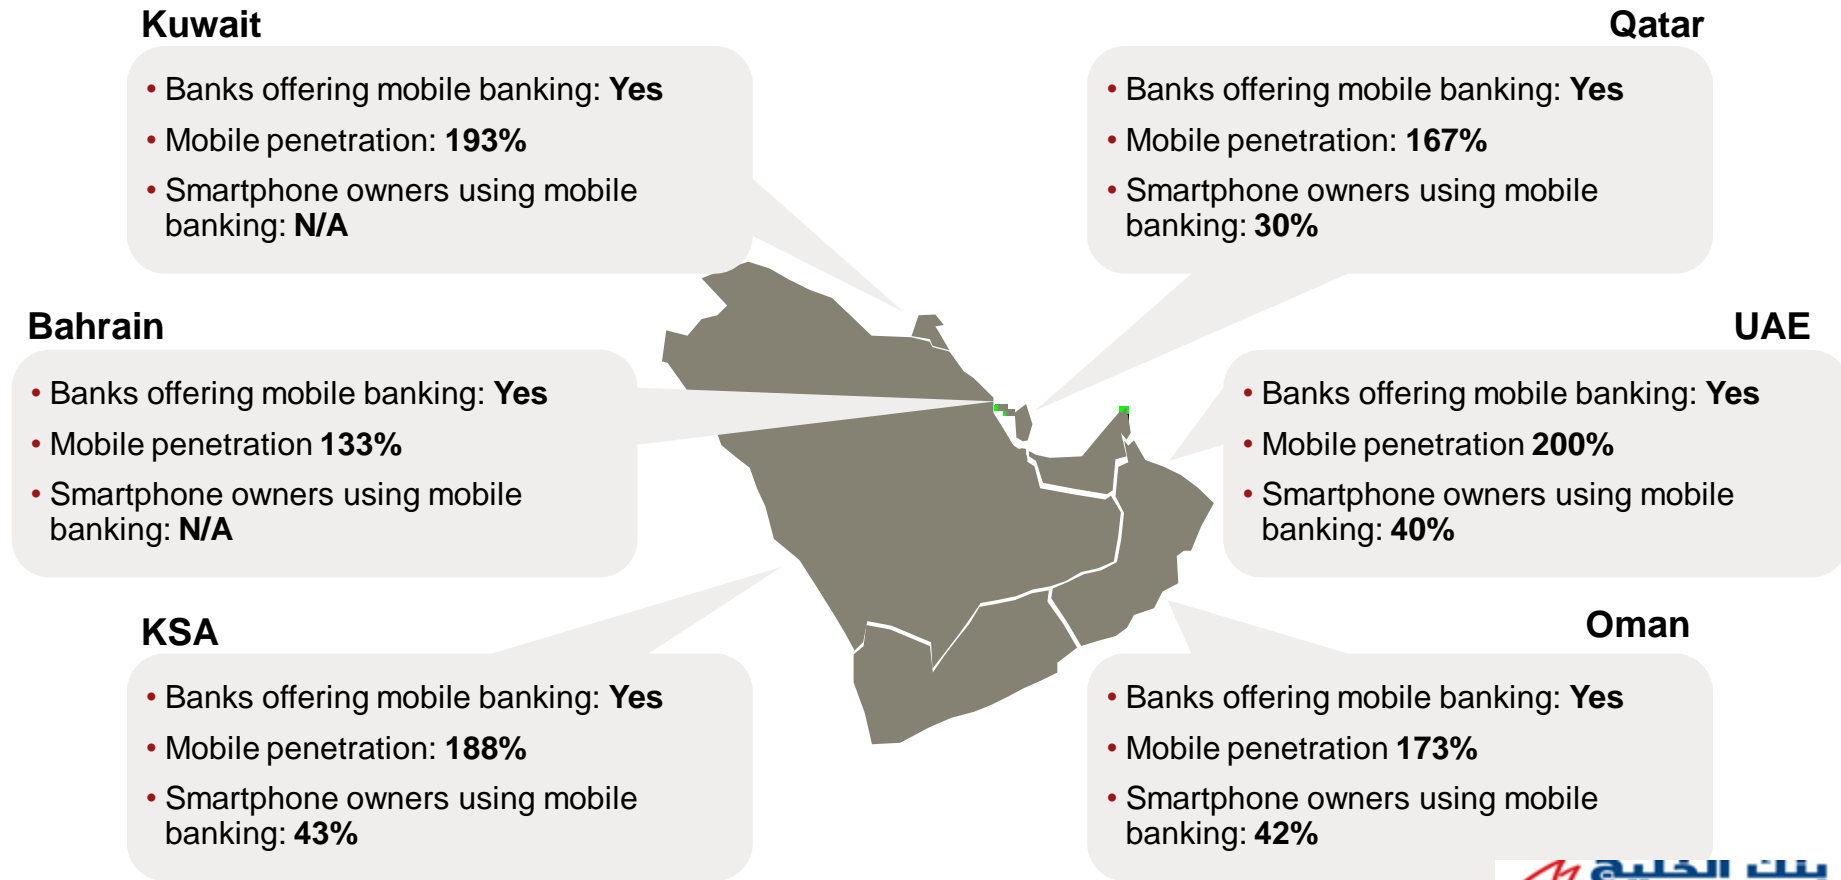 Kuwait
• Banks offering mobile banking: Yes
• Mobile penetration: 193%
• Smartphone owners using mobile
banking: N/A
Qatar
• Banks offering mobile banking: Yes
• Mobile penetration: 167%
• Smartphone owners using mobile
banking: 30%
Bahrain
• Banks offering mobile banking: Yes
• Mobile penetration 133%
• Smartphone owners using mobile
banking: N/A
UAE
• Banks offering mobile banking: Yes
• Mobile penetration 200%
• Smartphone owners using mobile
banking: 40%
KSA
• Banks offering mobile banking: Yes
• Mobile penetration: 188%
• Smartphone owners using mobile
banking: 43%
Oman
• Banks offering mobile banking: Yes
• Mobile penetration 173%
• Smartphone owners using mobile
banking: 42%
بنك الخليج